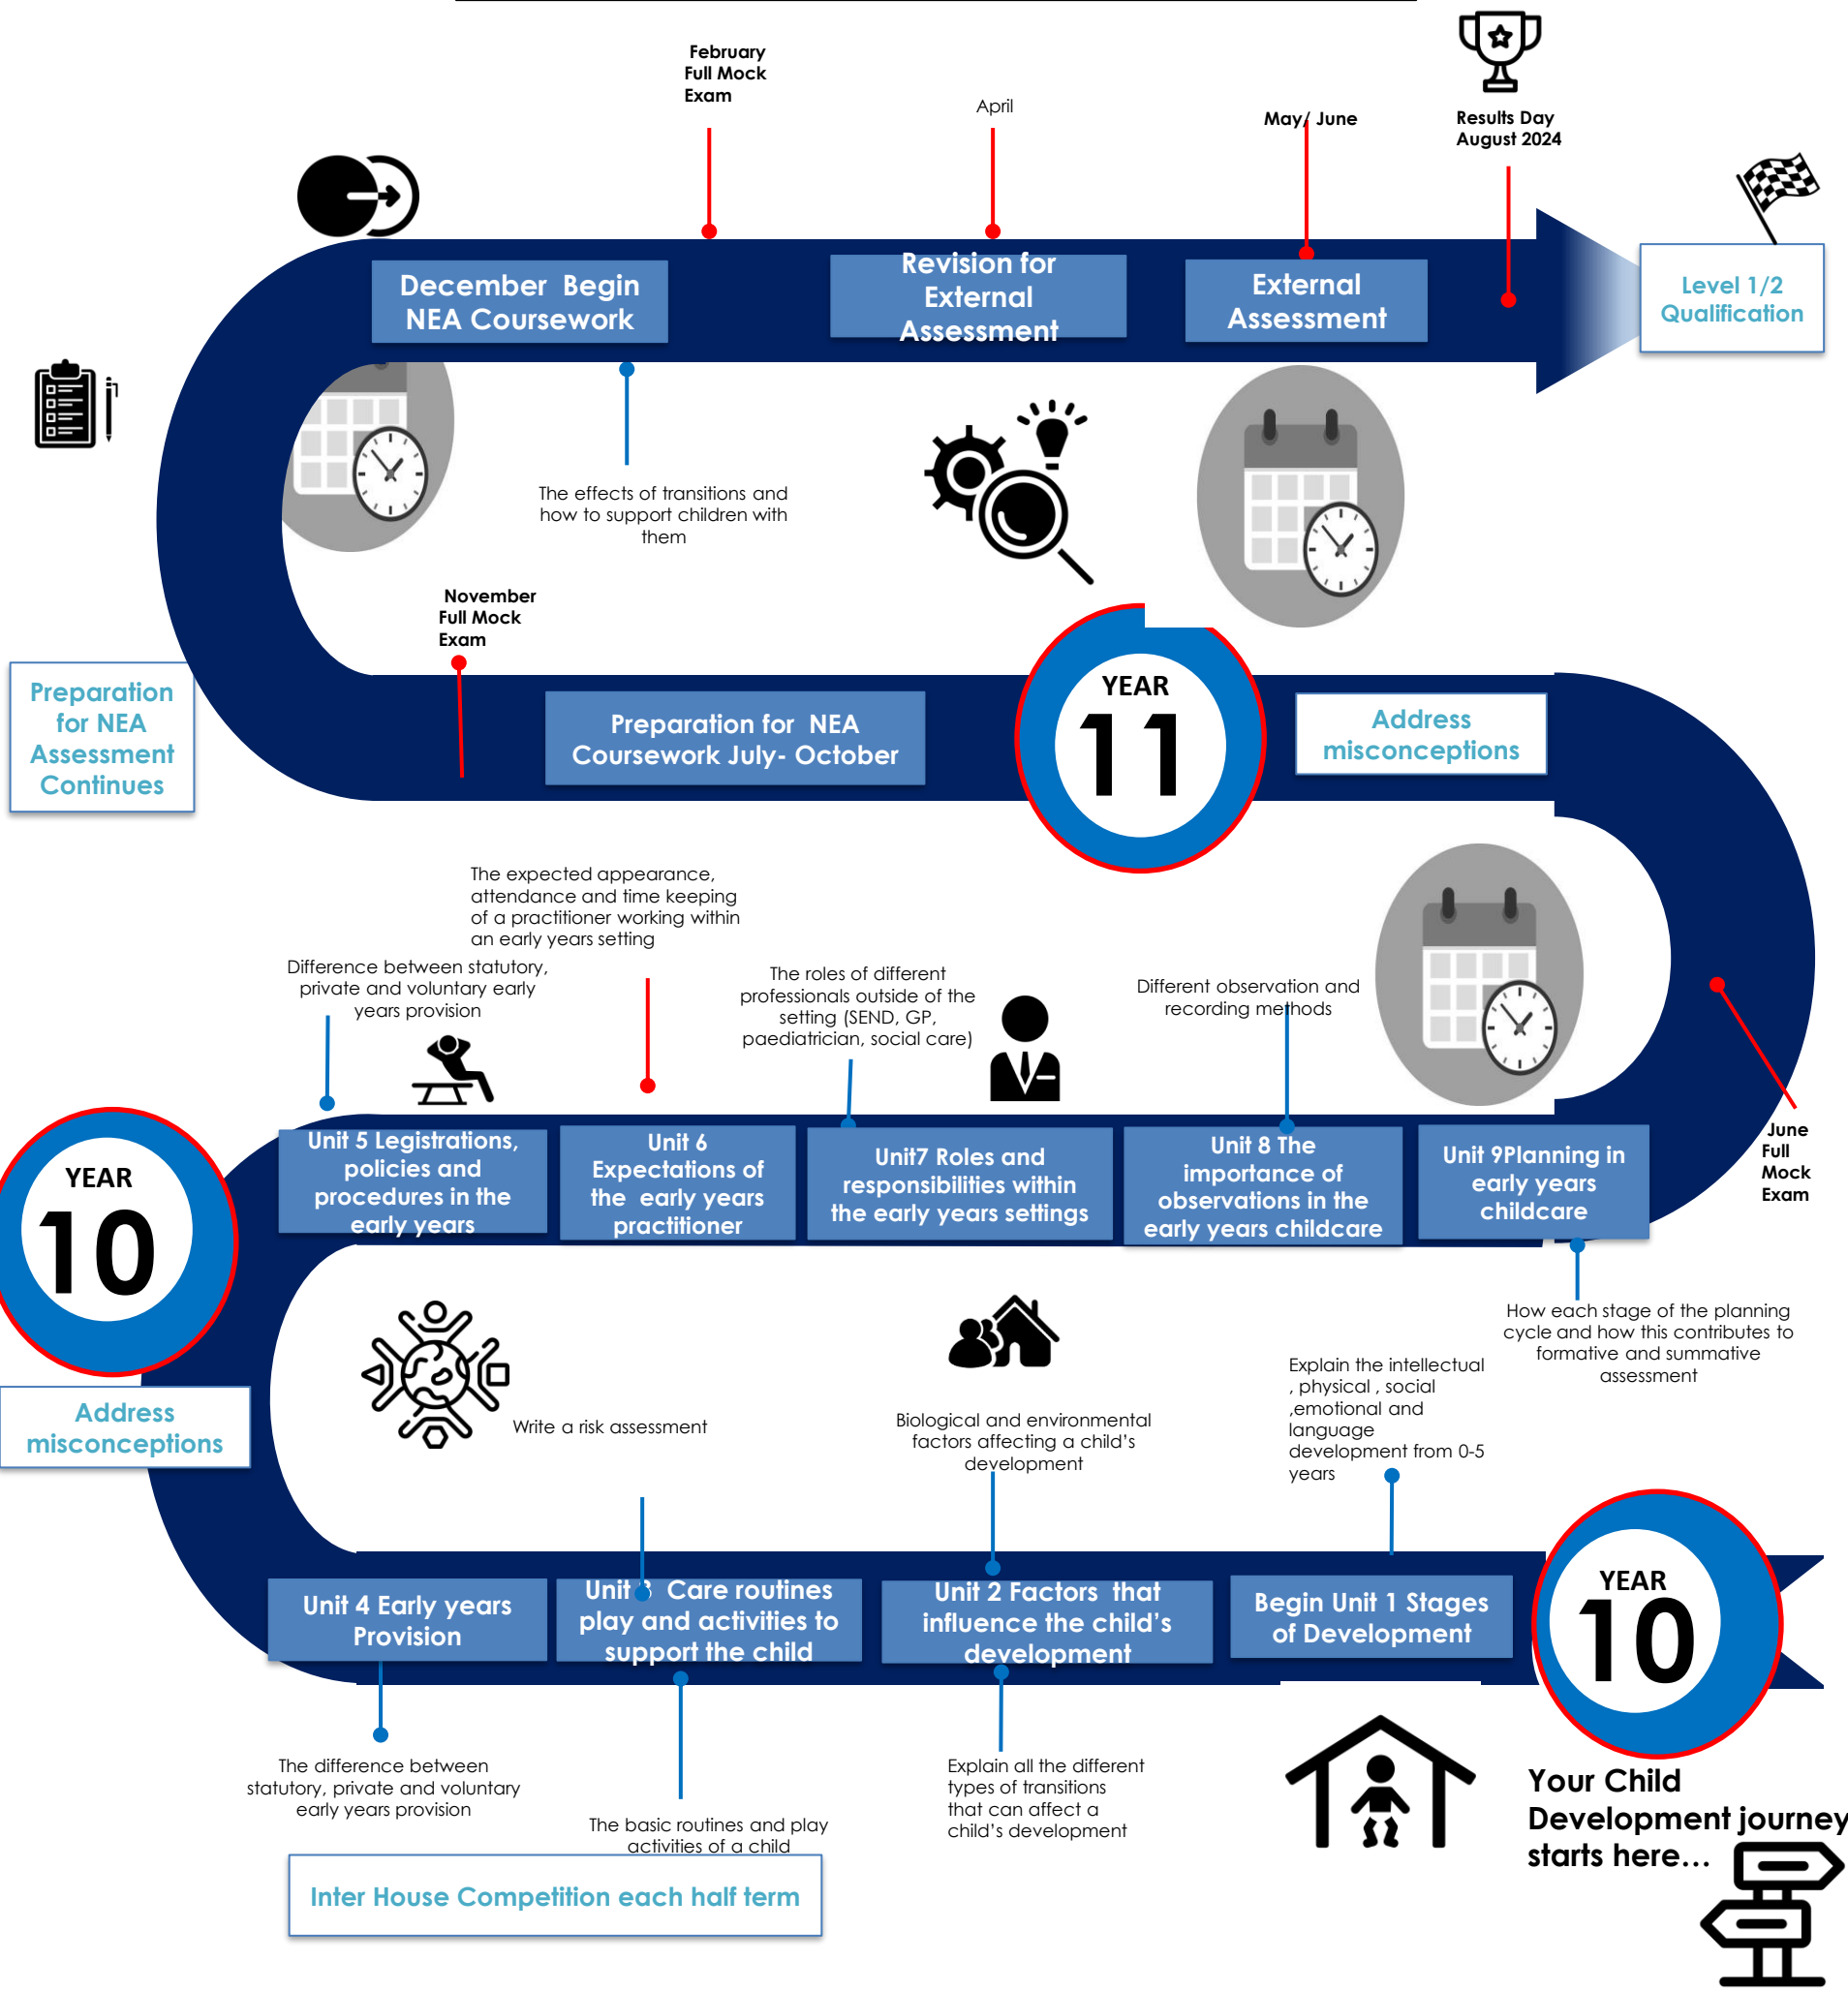 February
Full Mock
Exam
April
May/ June
Results Day
August 2024
December  Begin
NEA Coursework
Revision for
External
Assessment
External
Assessment
Level 1/2
Qualification
The effects of transitions and
how to support children with
them
November
Full Mock
Exam
Preparation
for NEA
Assessment
Continues
Preparation for  NEA
Coursework July- October
YEAR
11
Address
misconceptions
The expected appearance,
attendance and time keeping
of a practitioner working within
an early years setting
Difference between statutory,
private and voluntary early
years provision
The roles of different
professionals outside of the
setting (SEND, GP,
paediatrician, social care)
Different observation and
recording methods
YEAR
10
Unit 5 Legistrations,
policies and
procedures in the
early years
Unit 6
Expectations of
the  early years
practitioner
Unit7 Roles and
responsibilities within
the early years settings
Unit 8 The
importance of
observations in the
early years childcare
Unit 9Planning in
early years
childcare
June
Full
Mock
Exam
How each stage of the planning
cycle and how this contributes to
formative and summative
assessment
Address
misconceptions
Write a risk assessment
Biological and environmental
factors affecting a child's
development
Explain the intellectual
, physical , social
,emotional and
language
development from 0-5
years
Unit 4 Early years
Provision
Unit 3  Care routines
play and activities to
support the child
Unit 2 Factors  that
influence the child's
development
Begin Unit 1 Stages
of Development
YEAR
10
The difference between
statutory, private and voluntary
early years provision
The basic routines and play
activities of a child
Explain all the different
types of transitions
that can affect a
child's development
Your Child
Development journey
starts here...
Inter House Competition each half term